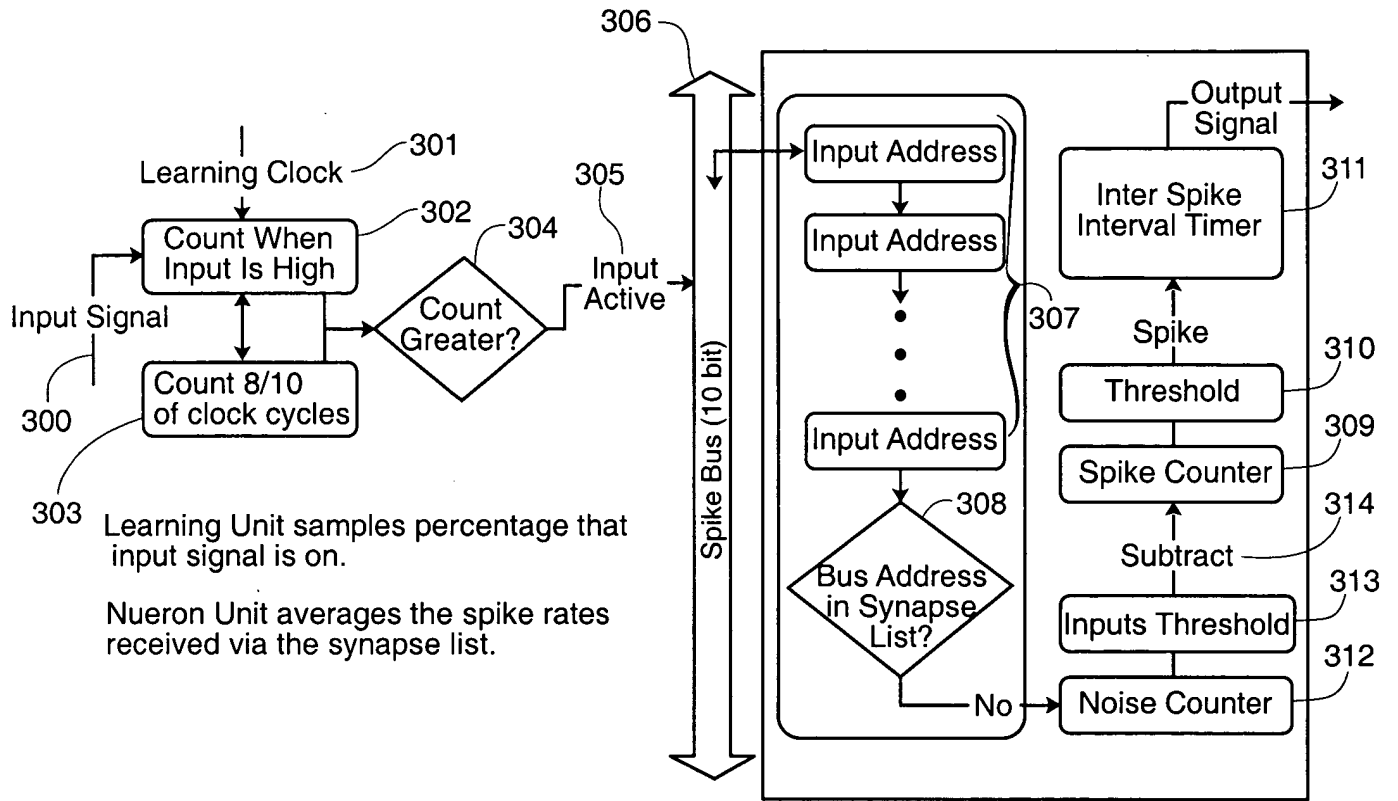 306
Learning Clock
301
302
Count When
Input Is High
Input Signal
300
Count 8/10
of clock cycles
303
304
Count
Greater?
305
Input
Active
Learning Unit samples percentage that
input signal is on.
Nueron Unit averages the spike rates
received via the synapse list.
Spike Bus (10 bit)
Input Address
Input Address
Input Address
307
308
Bus Address
in Synapse
List?
No
Output
Signal
Inter Spike
Interval Timer
311
Spike
310
Threshold
309
Spike Counter
314
Subtract
313
Inputs Threshold
312
Noise Counter